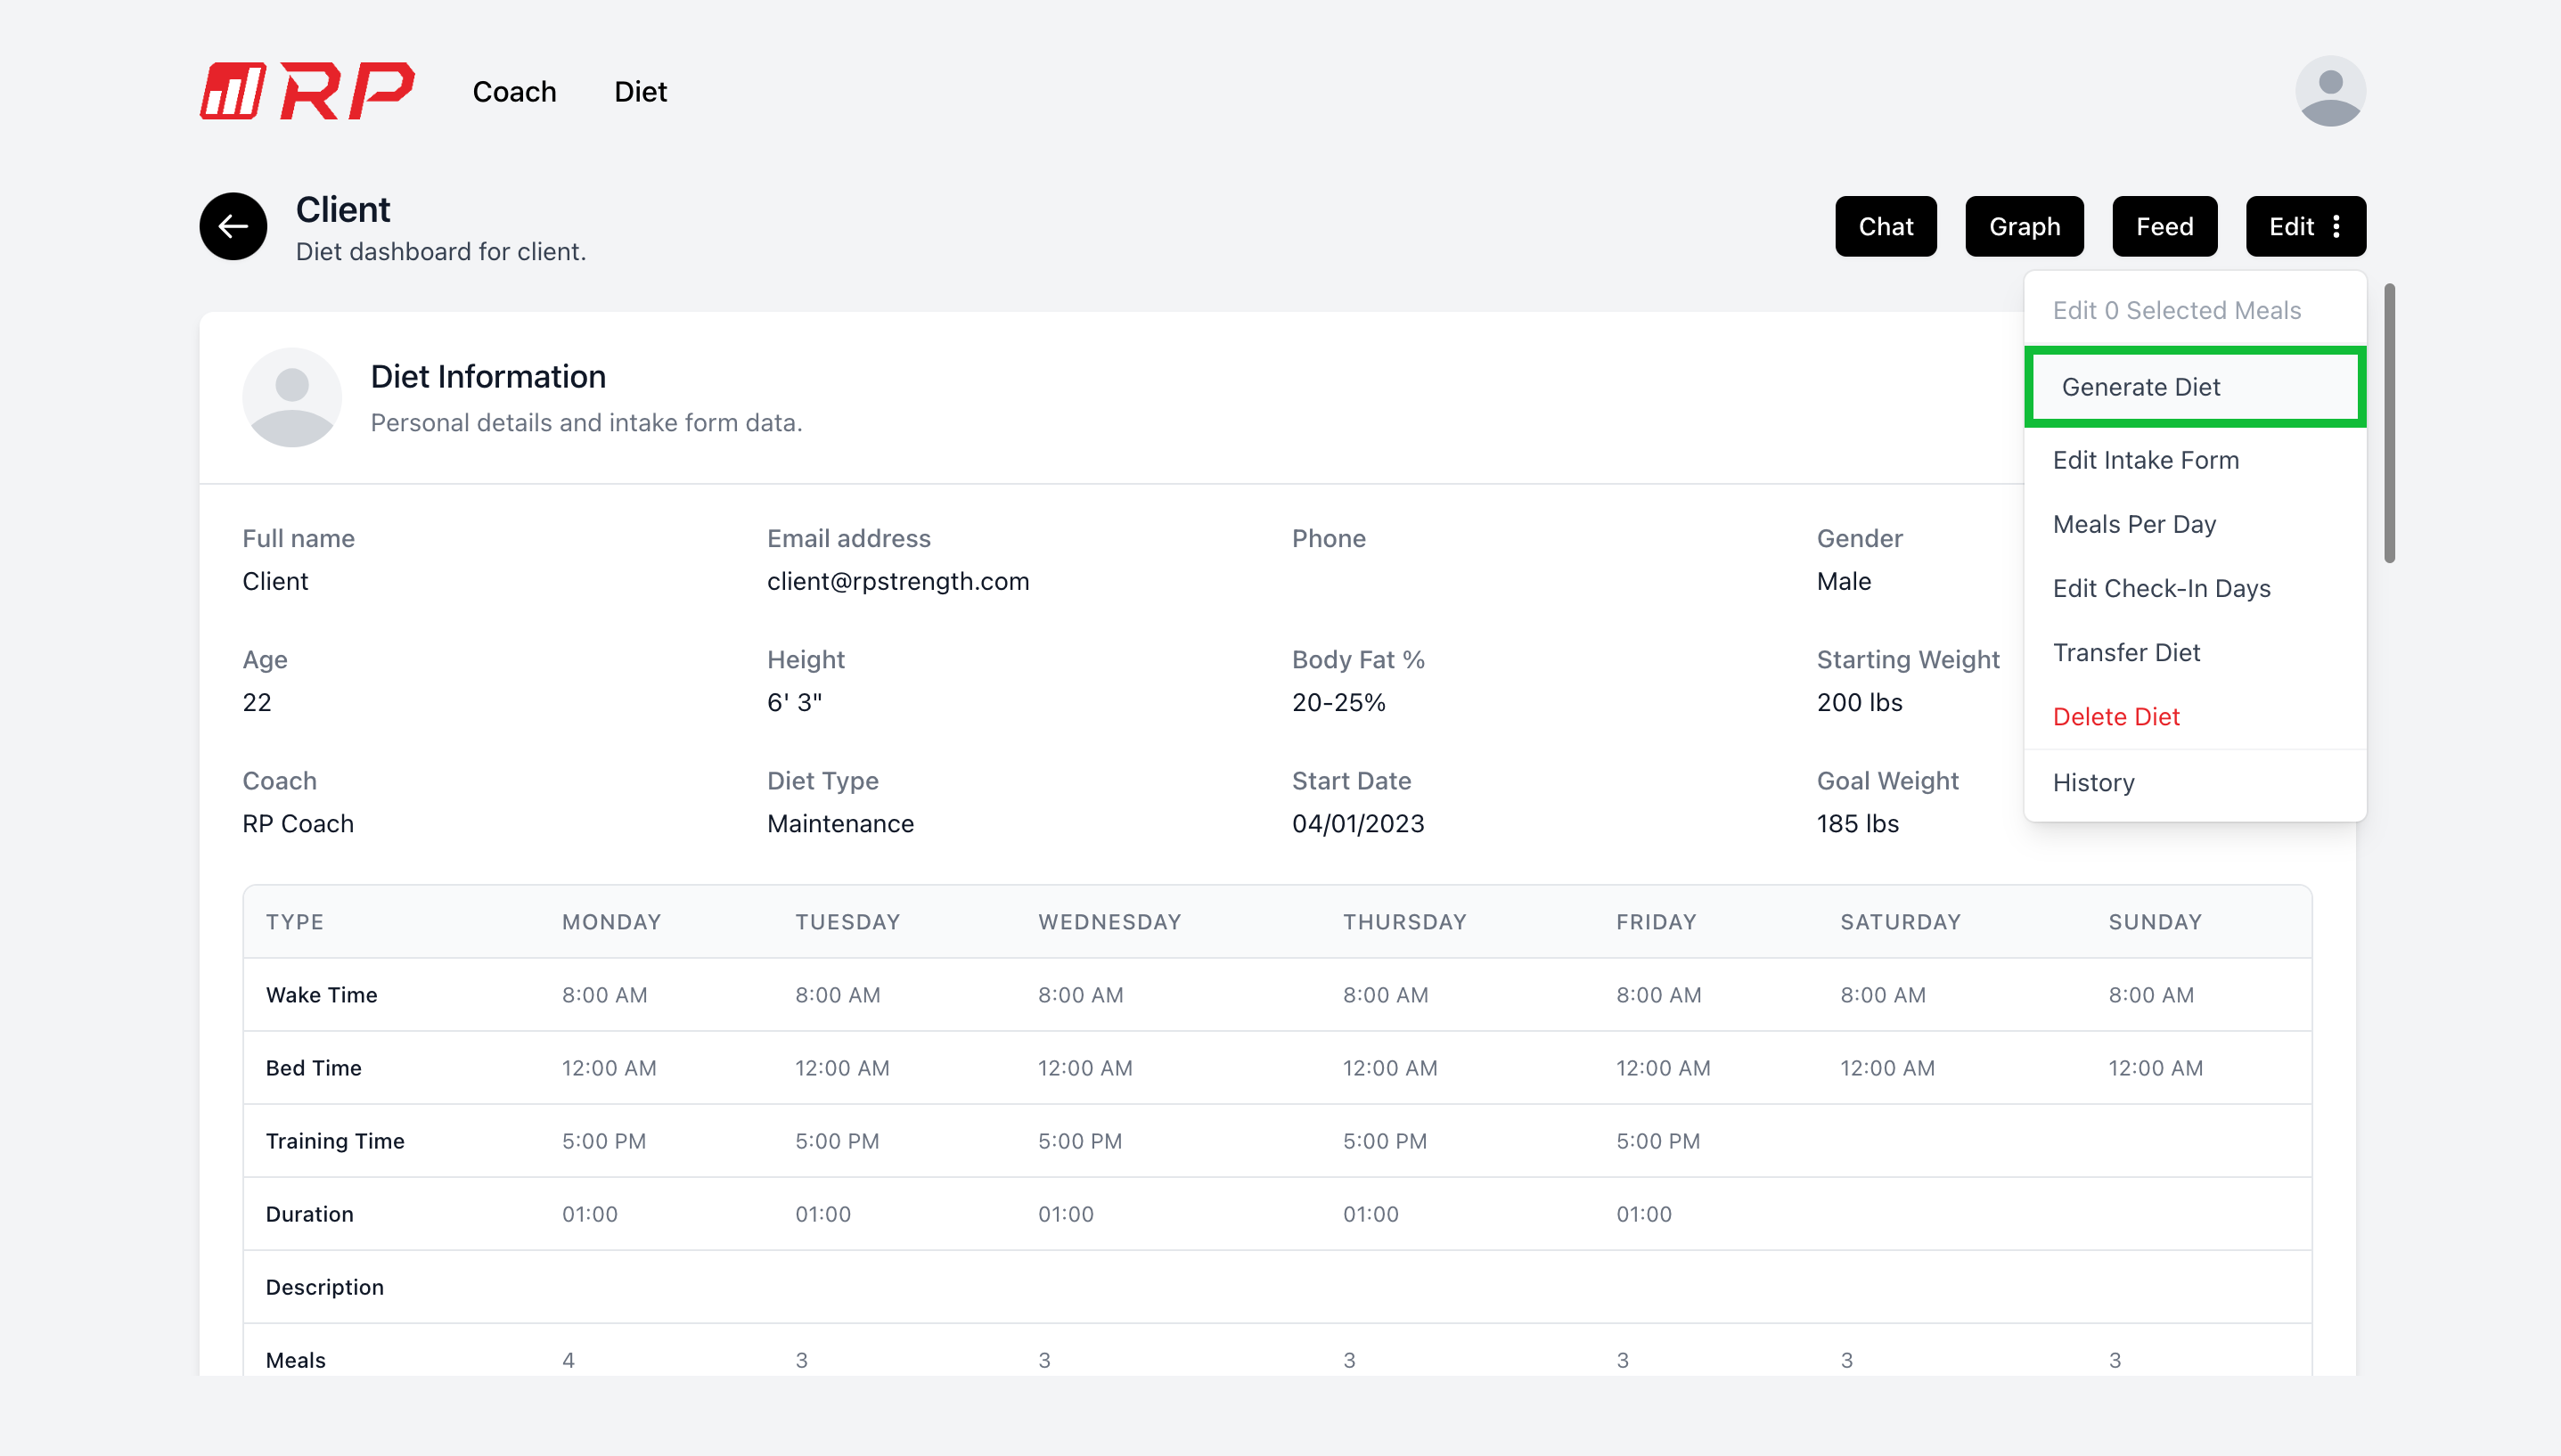 RP Coach Diet
Client
Diet dashboard for client.
Chat Graph Feed Edit
Edit 0 Selected Meals
Generate Diet
Edit Intake Form
Meals Per Day
Edit Check-In Days
Transfer Diet
Delete Diet
History
Diet Information
Personal details and intake form data.
Full name Email address Phone Gender
Client client@rpstrength.com Male
Age Height Body Fat % Starting Weight
22 6' 3" 20-25% 200 lbs
Coach Diet Type Start Date Goal Weight
RP Coach Maintenance 04/01/2023 185 lbs
TYPE MONDAY TUESDAY WEDNESDAY THURSDAY FRIDAY SATURDAY SUNDAY
Wake Time 8:00 AM 8:00 AM 8:00 AM 8:00 AM 8:00 AM 8:00 AM 8:00 AM
Bed Time 12:00 AM 12:00 AM 12:00 AM 12:00 AM 12:00 AM 12:00 AM 12:00 AM
Training Time 5:00 PM 5:00 PM 5:00 PM 5:00 PM 5:00 PM
Duration 01:00 01:00 01:00 01:00 01:00
Description
Meals 4 3 3 3 3 3 3